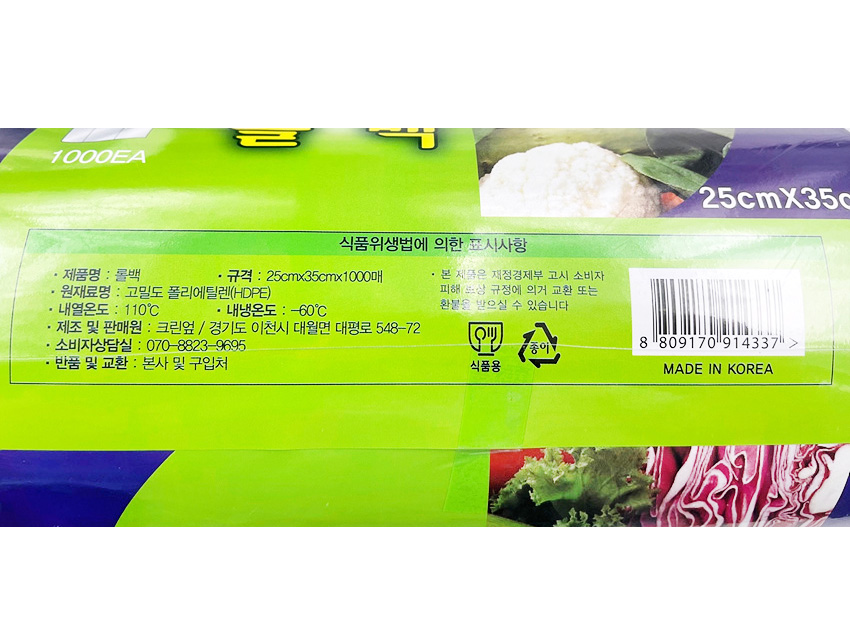 1000EA
롤 백
25cmX35c
식품위생법에 의한 표시사항
· 제품명 : 롤백 · 규격 : 25cmx35cmx1000매
· 원재료명 : 고밀도 폴리에틸렌(HDPE)
· 내열온도 : 110℃ · 내냉온도 : -60℃
· 제조 및 판매원 : 크린엎 / 경기도 이천시 대월면 대평로 548-72
· 소비자상담실 : 070-8823-9695
· 반품 및 교환 : 본사 및 구입처
· 본 제품은 재정경제부 고시 소비자
피해 보상 규정에 의거 교환 또는
환불을 받으실 수 있습니다
식품용
종이
8 809170 914337 >
MADE IN KOREA